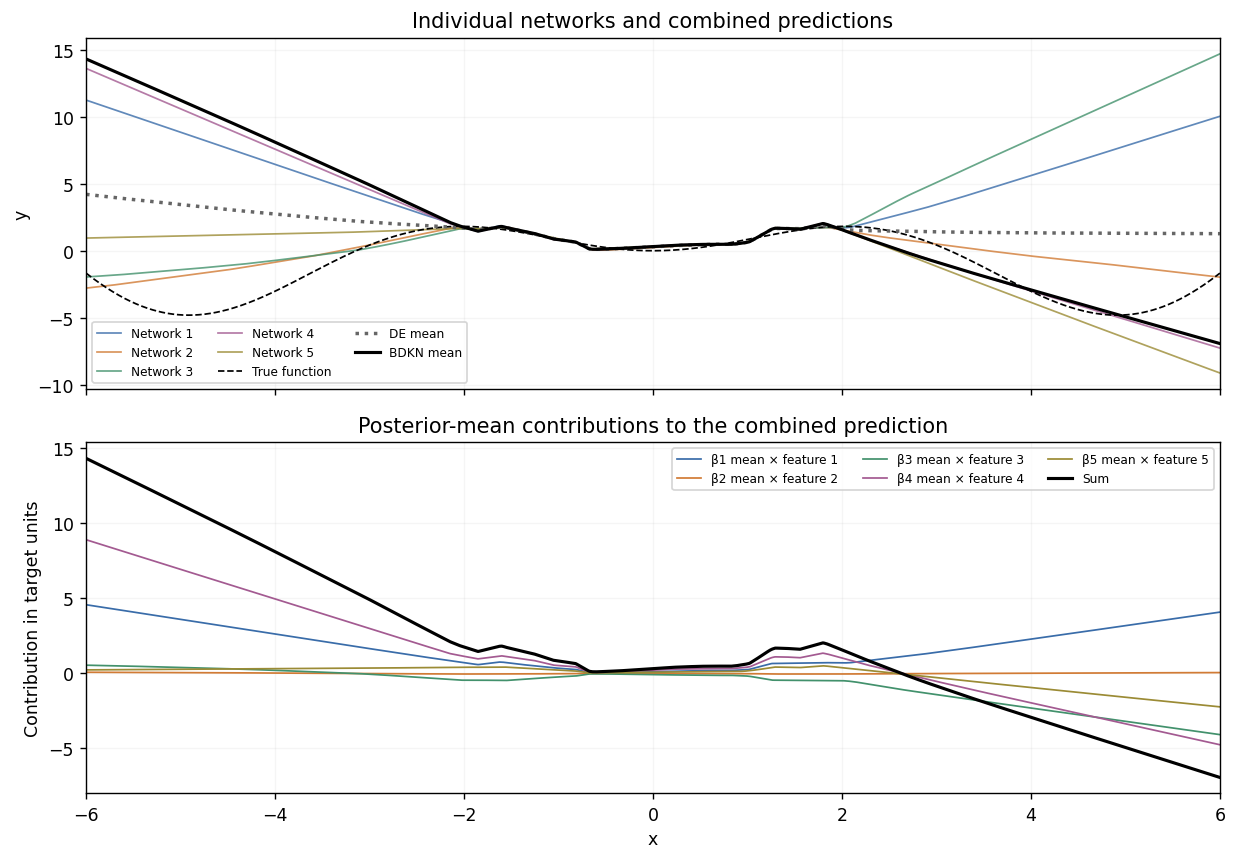 Individual networks and combined predictions
15
10
5
0
−5
−10
y
Network 1
Network 2
Network 3
Network 4
Network 5
True function
DE mean
BDKN mean
Posterior-mean contributions to the combined prediction
15
10
5
0
−5
Contribution in target units
β1 mean × feature 1
β2 mean × feature 2
β3 mean × feature 3
β4 mean × feature 4
β5 mean × feature 5
Sum
−6
−4
−2
0
2
4
6
x